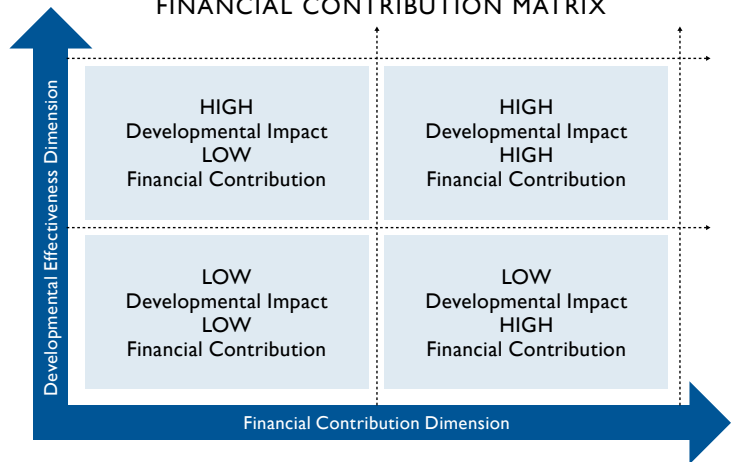 FINANCIAL CONTRIBUTION MATRIX
Developmental Effectiveness Dimension
HIGH
Developmental Impact
LOW
Financial Contribution
HIGH
Developmental Impact
HIGH
Financial Contribution
LOW
Developmental Impact
LOW
Financial Contribution
LOW
Developmental Impact
HIGH
Financial Contribution
Financial Contribution Dimension